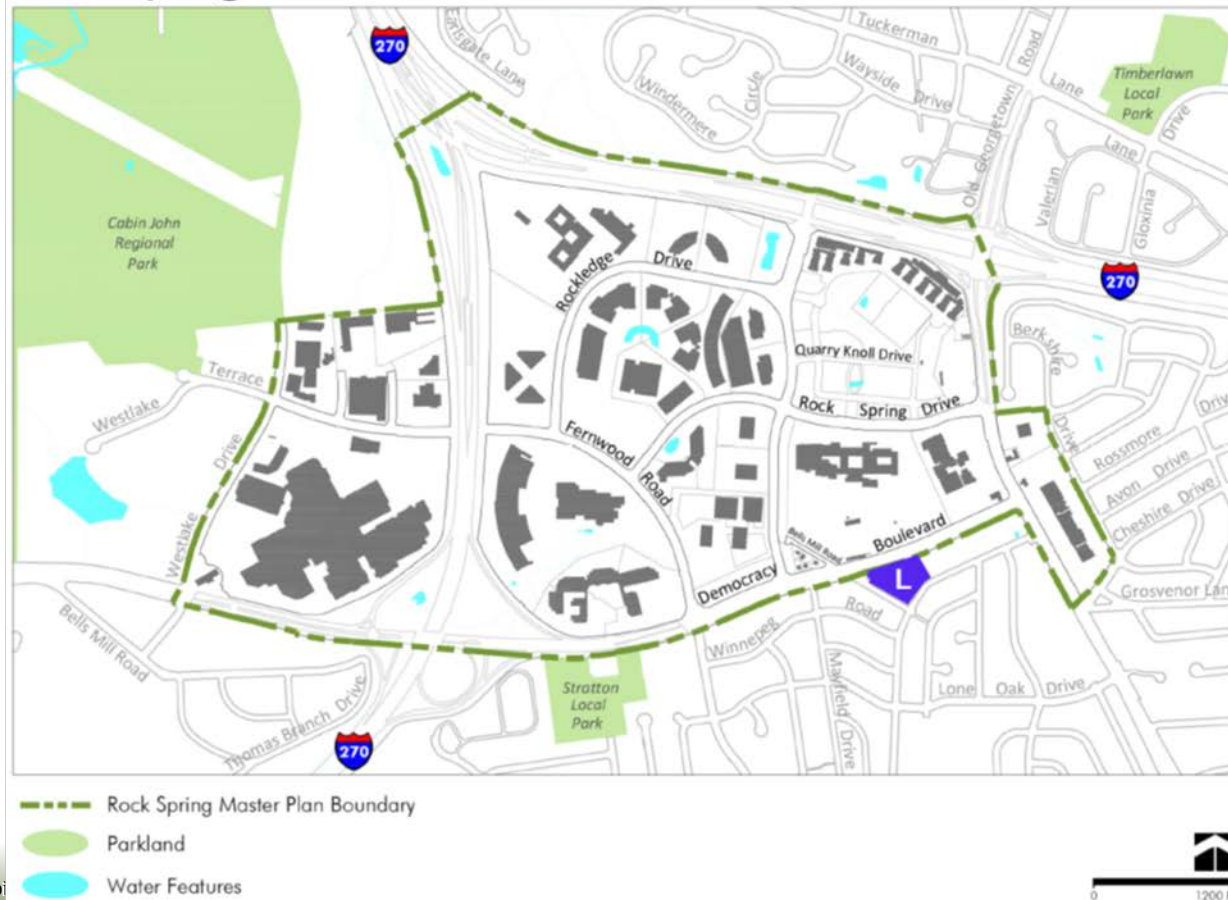 270
Earlsgate Lane
Tuckerman
Lane
Road
Timberlawn
Local
Park
Wayside Drive
Windermere
Circle
Old Georgetown
Lane
Drive
Valerian
Gloxinia
Cabin John
Regional
Park
Rockledge
Drive
270
Quarry Knoll Drive
Berkshire
Drive
Rock Spring Drive
Terrace
Westlake
Drive
Westlake
Fernwood
Road
Rossmore
Avon Drive
Cheshire Drive
Bells Mill Road
Boulevard
Democracy
L
Grosvenor
Road
Winnepeg
Bells Mill Road
Mayfield Drive
Lone Oak Drive
Stratton
Local
Park
Thomas Branch Drive
270
Rock Spring Master Plan Boundary
Parkland
Water Features
0
1200